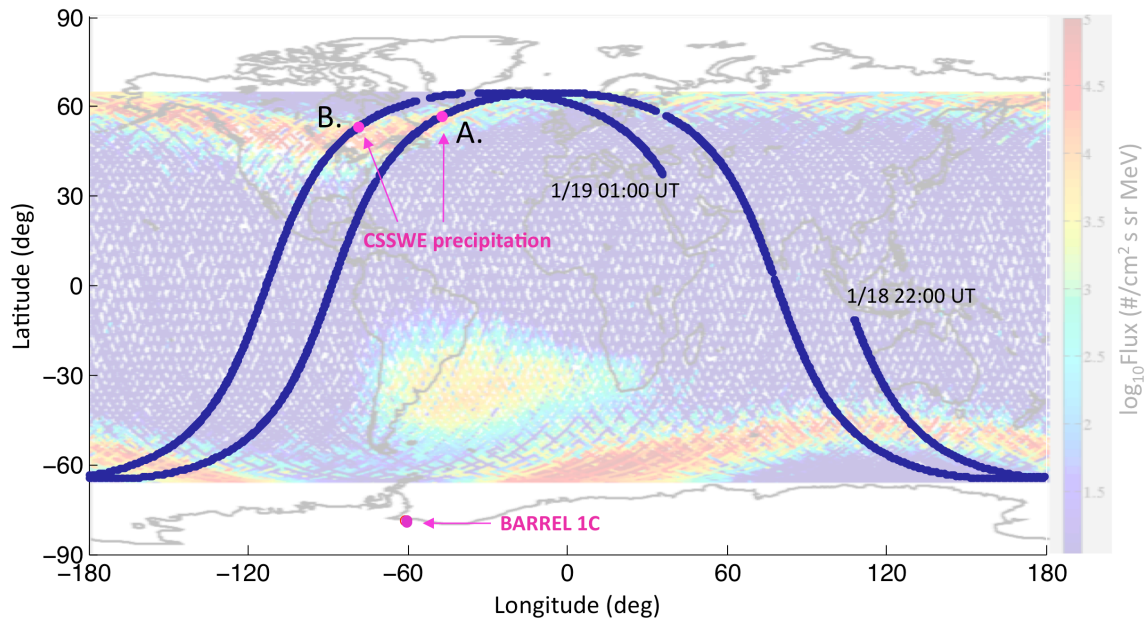 90
60
30
0
−30
−60
−90
Latitude (deg)
−180
−120
−60
0
60
120
180
Longitude (deg)
B.
A.
1/19 01:00 UT
CSSWE precipitation
1/18 22:00 UT
BARREL 1C
5
4.5
4
3.5
3
2.5
2
1.5
log₁₀Flux (#/cm² s sr MeV)